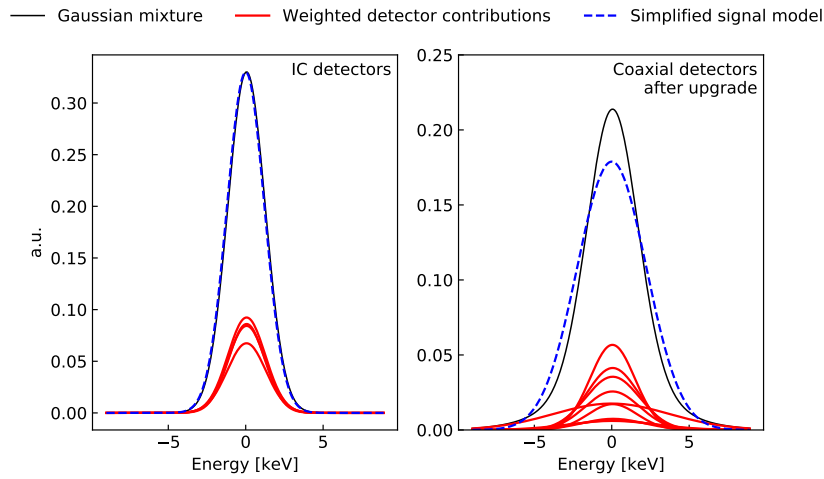 Gaussian mixture
Weighted detector contributions
Simplified signal model
IC detectors
0.30
0.25
0.20
0.15
0.10
0.05
0.00
a.u.
−5
0
5
Energy [keV]
Coaxial detectors
after upgrade
0.25
0.20
0.15
0.10
0.05
0.00
−5
0
5
Energy [keV]